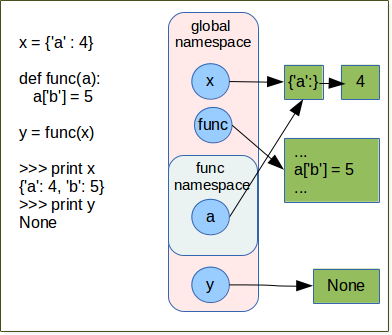 x = {'a' : 4}
def func(a):
a['b'] = 5
y = func(x)
>>> print x
{'a': 4, 'b': 5}
>>> print y
None
global
namespace
x
func
func
namespace
a
y
{'a':}
4
...
a['b'] = 5
...
None